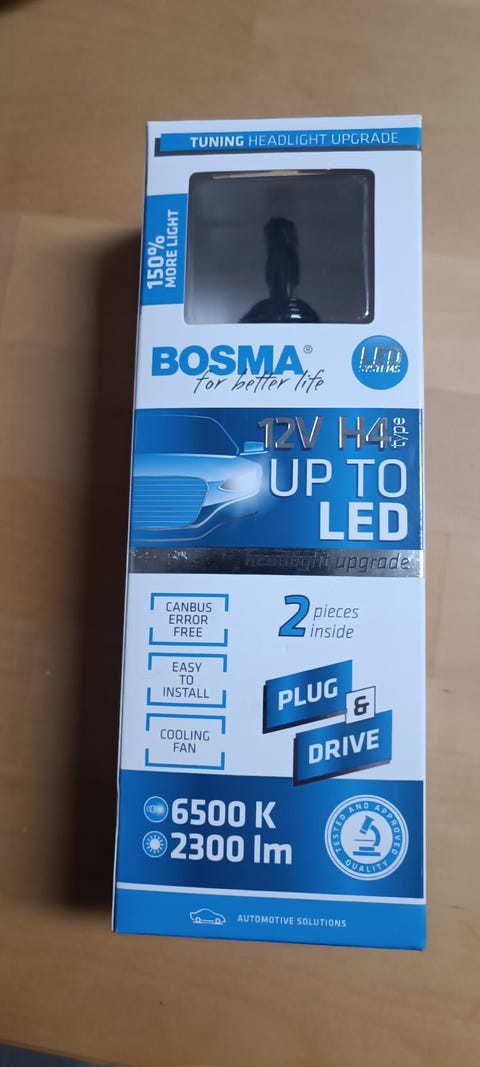 TUNING HEADLIGHT UPGRADE
150%
MORE LIGHT
BOSMA®
for better life
LED
SYSTEMS
12V H4 type
UP TO
LED
headlight upgrade
CANBUS
ERROR
FREE
2 pieces
inside
EASY
TO
INSTALL
PLUG
&
DRIVE
COOLING
FAN
6500 K
2300 lm
TESTED AND APPROVED
QUALITY
AUTOMOTIVE SOLUTIONS